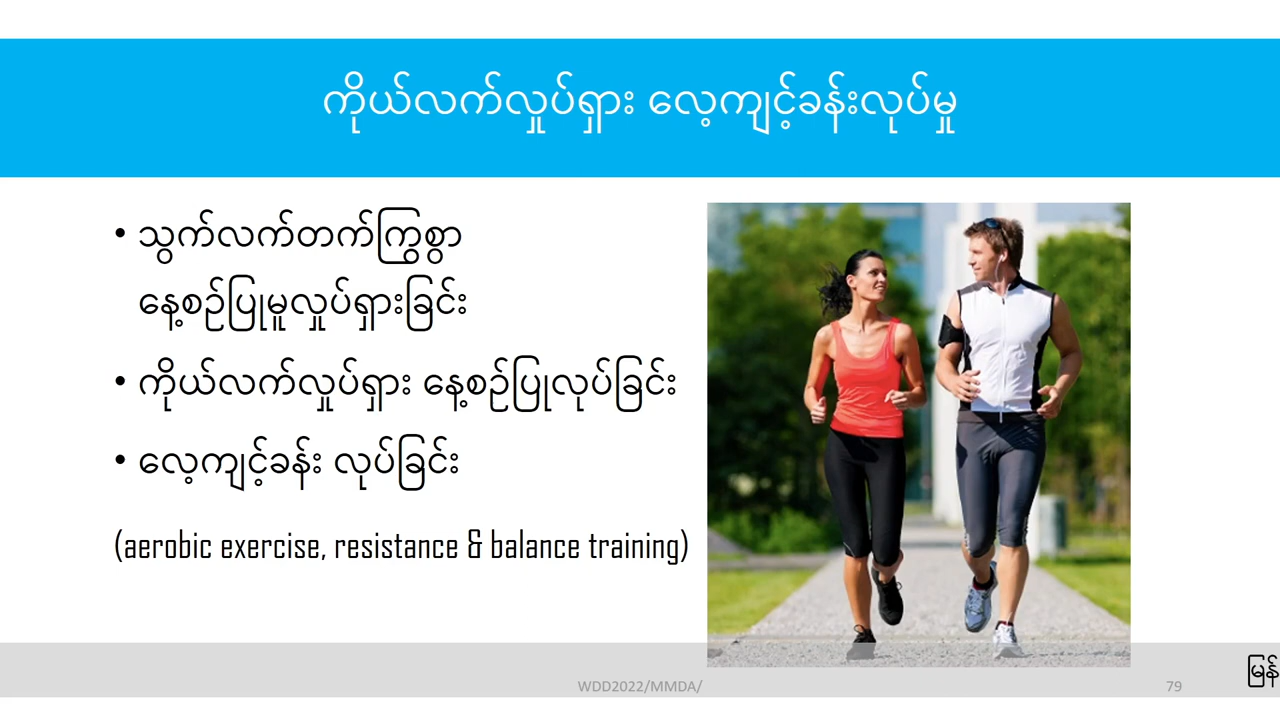 ကိုယ်လက်လှုပ်ရှား လေ့ကျင့်ခန်းလုပ်မှု
• သွက်လက်တက်ကြွစွာ
နေ့စဉ်ပြုမူလှုပ်ရှားခြင်း
• ကိုယ်လက်လှုပ်ရှား နေ့စဉ်ပြုလုပ်ခြင်း
• လေ့ကျင့်ခန်း လုပ်ခြင်း
(aerobic exercise, resistance & balance training)
WDD2022/MMDA/
79
မြန်